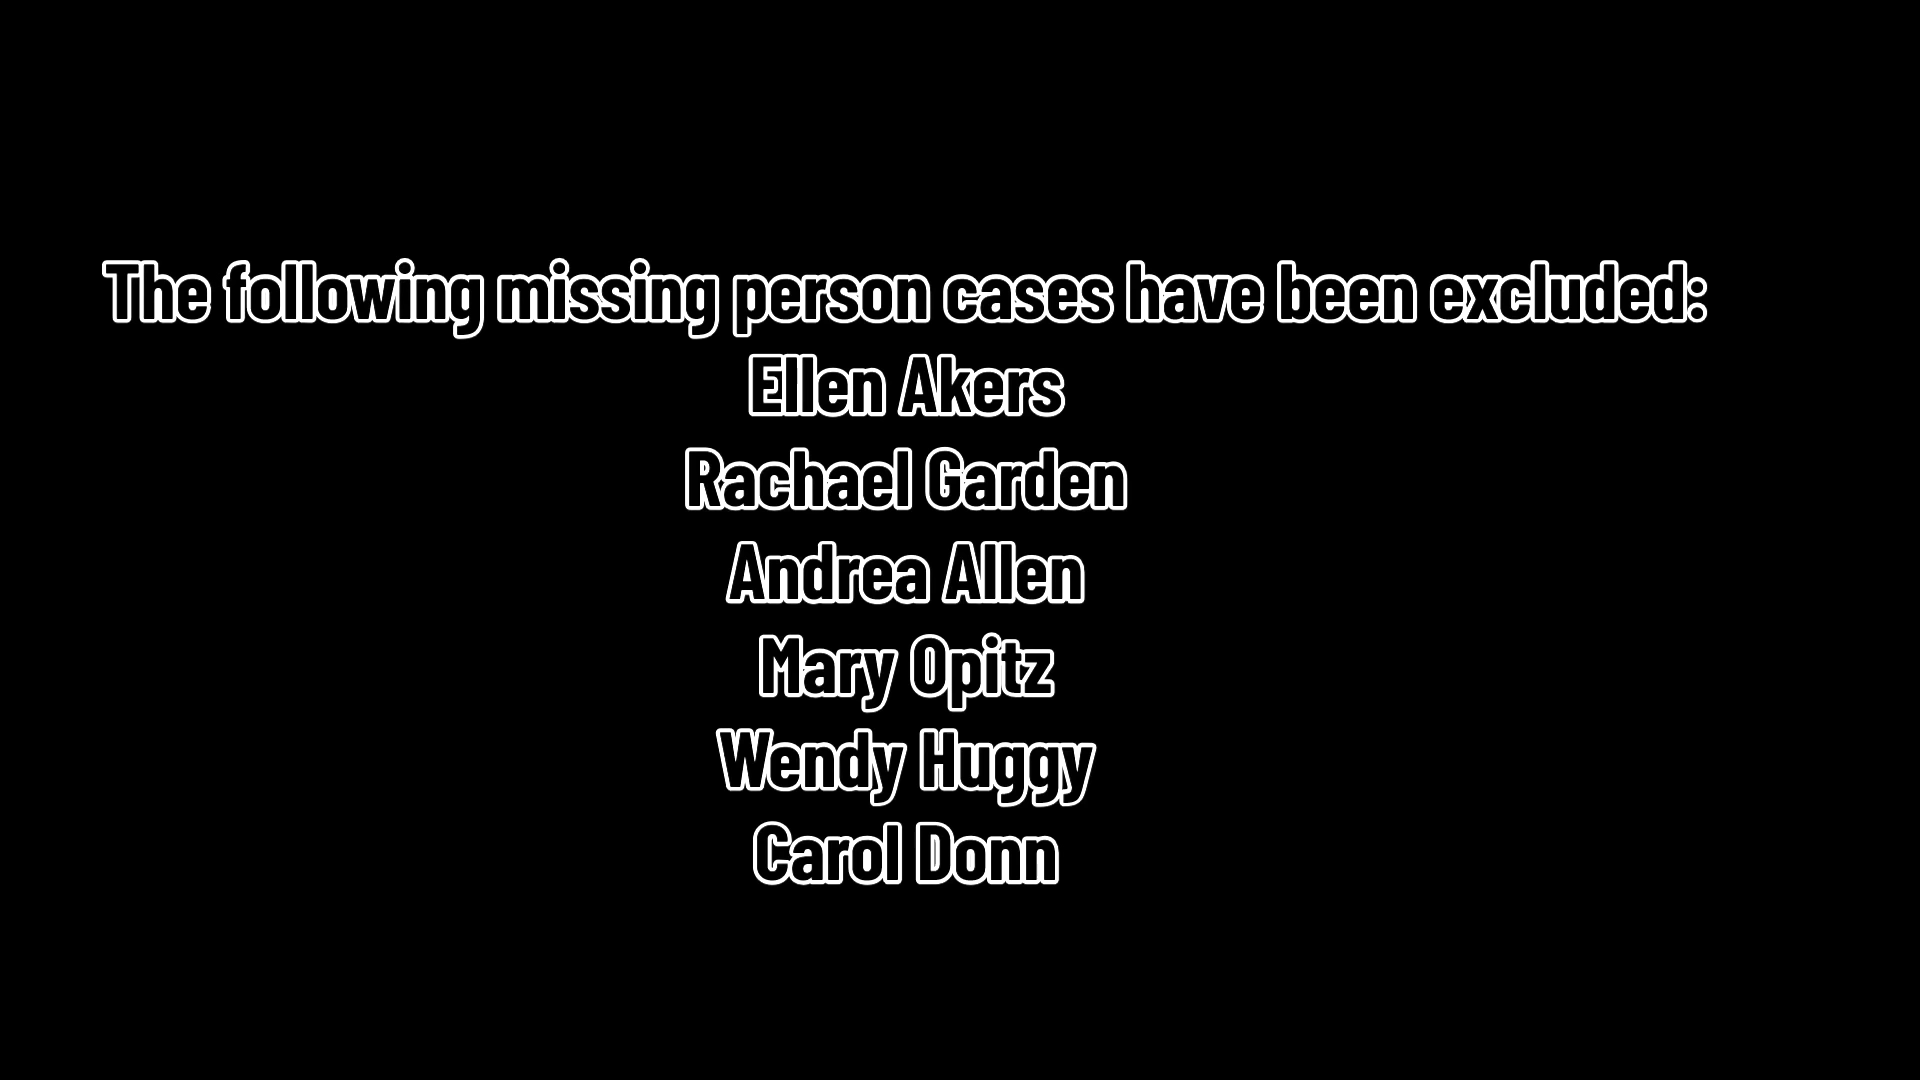 The following missing person cases have been excluded:
Ellen Akers
Rachael Garden
Andrea Allen
Mary Opitz
Wendy Huggy
Carol Donn